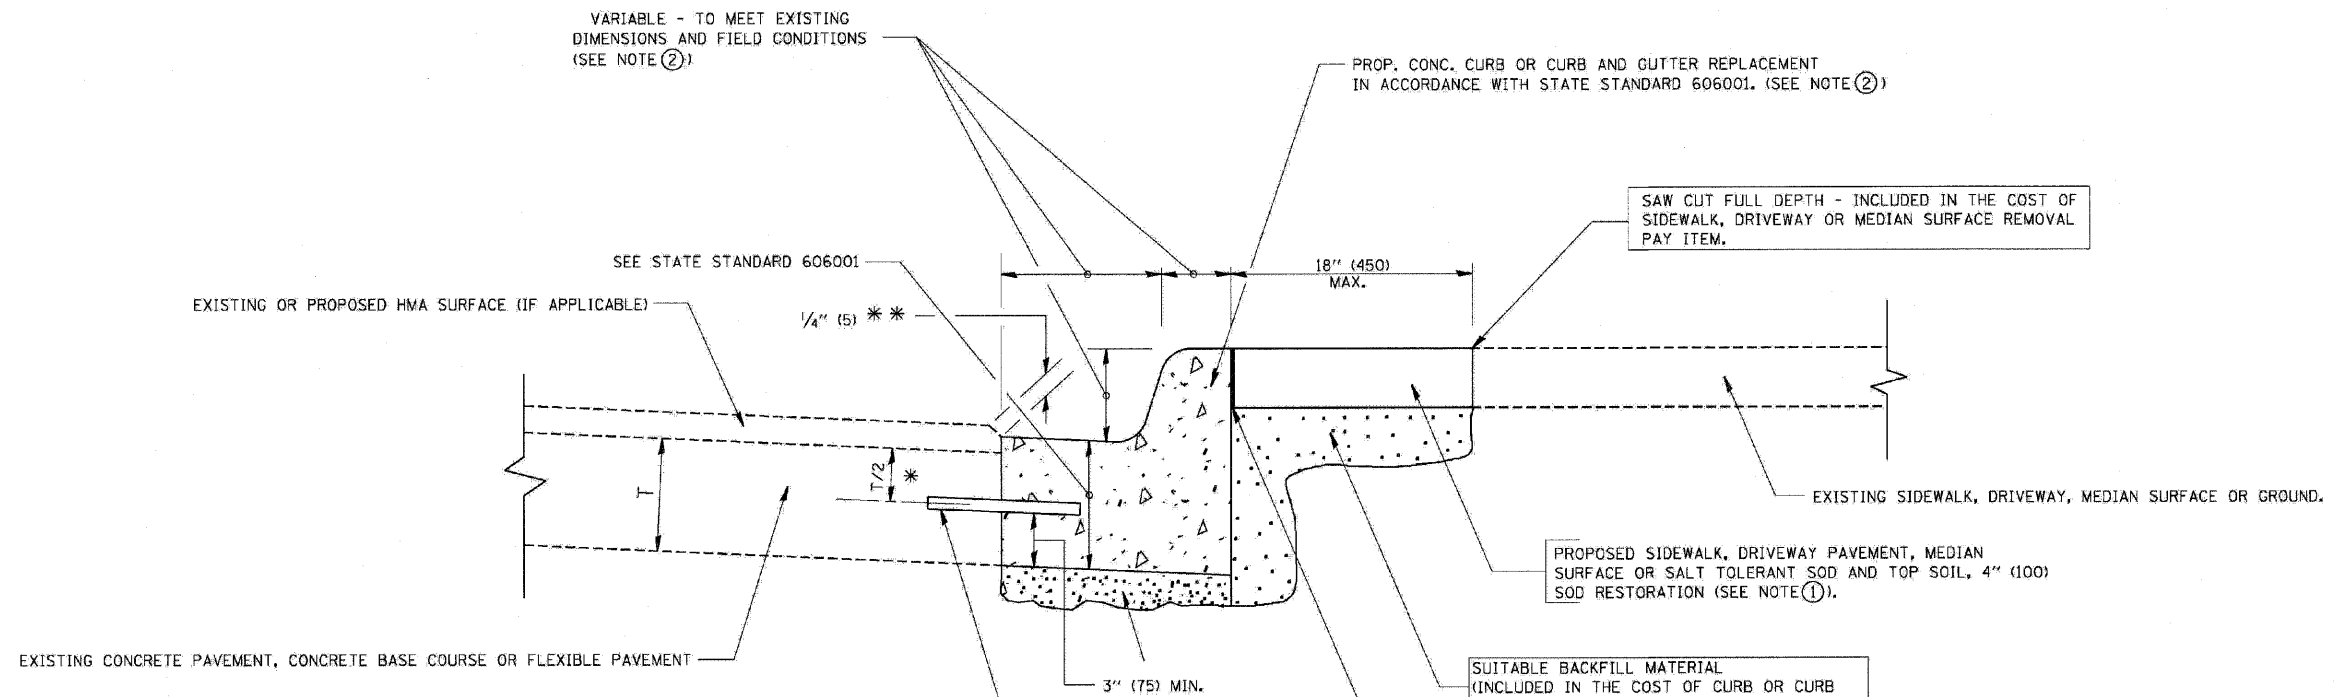 VARIABLE - TO MEET EXISTING
DIMENSIONS AND FIELD CONDITIONS
(SEE NOTE ②)
PROP. CONC. CURB OR CURB AND GUTTER REPLACEMENT
IN ACCORDANCE WITH STATE STANDARD 606001. (SEE NOTE ②)
SAW CUT FULL DEPTH - INCLUDED IN THE COST OF
SIDEWALK, DRIVEWAY OR MEDIAN SURFACE REMOVAL
PAY ITEM.
SEE STATE STANDARD 606001
18" (450)
MAX.
EXISTING OR PROPOSED HMA SURFACE (IF APPLICABLE)
1/4" (5) * *
T
T/2 *
EXISTING SIDEWALK, DRIVEWAY, MEDIAN SURFACE OR GROUND.
PROPOSED SIDEWALK, DRIVEWAY PAVEMENT, MEDIAN
SURFACE OR SALT TOLERANT SOD AND TOP SOIL, 4" (100)
SOD RESTORATION (SEE NOTE ①).
EXISTING CONCRETE PAVEMENT, CONCRETE BASE COURSE OR FLEXIBLE PAVEMENT
3" (75) MIN.
SUITABLE BACKFILL MATERIAL
(INCLUDED IN THE COST OF CURB OR CURB